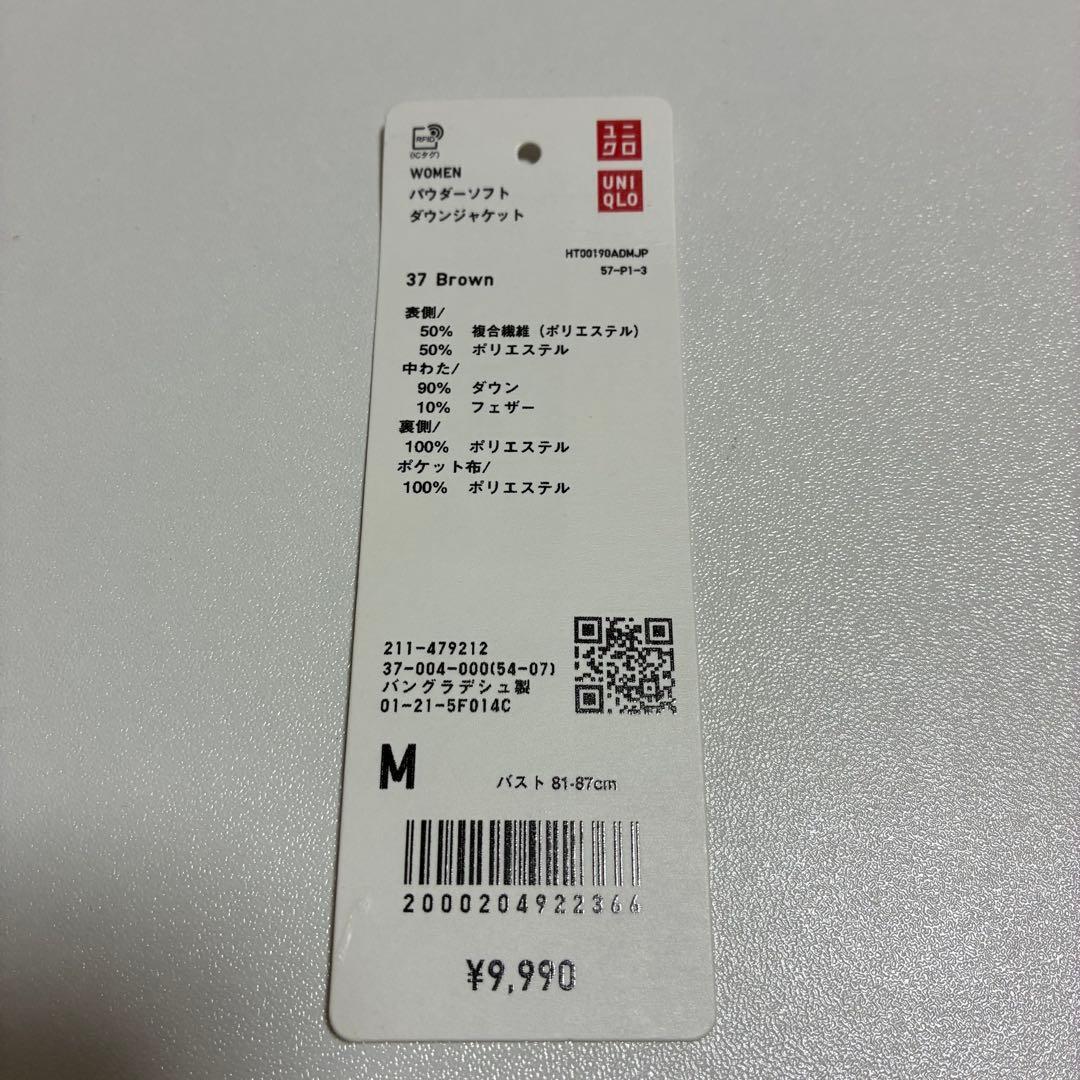 RFID
(ICタグ)
ユニ
クロ
UNI
QLO
WOMEN
パウダーソフト
ダウンジャケット
HT00190ADMJP
57-P1-3
37 Brown
表側/
50% 複合繊維 (ポリエステル)
50% ポリエステル
中わた/
90% ダウン
10% フェザー
裏側/
100% ポリエステル
ポケット布/
100% ポリエステル
211-479212
37-004-000(54-07)
バングラデシュ製
01-21-5F014C
M バスト 81-87cm
2000204922366
¥9,990